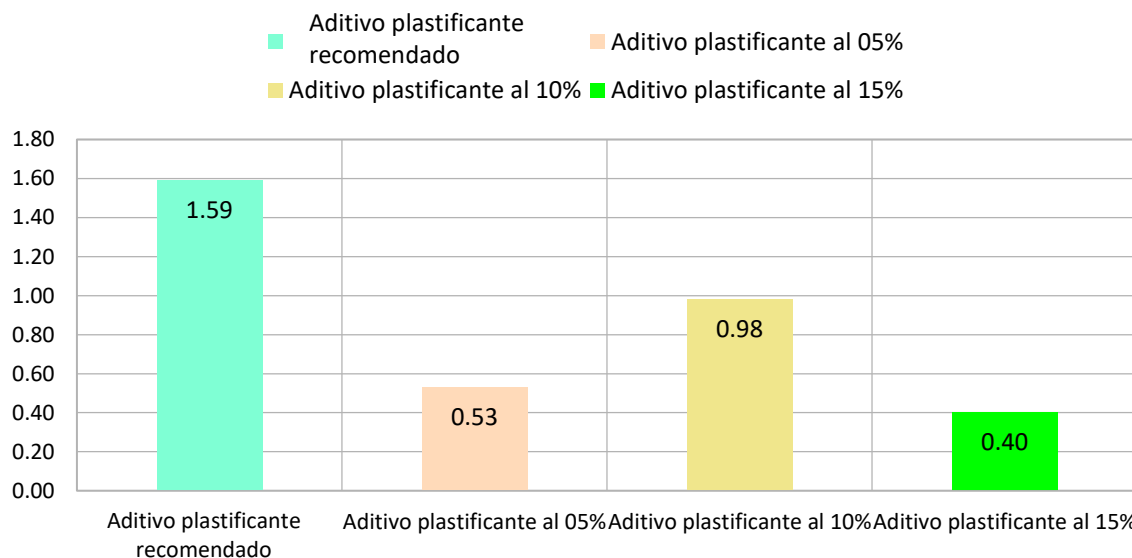 Aditivo plastificante
recomendado
Aditivo plastificante al 05%
Aditivo plastificante al 10%
Aditivo plastificante al 15%
1.80
1.60
1.40
1.20
1.00
0.80
0.60
0.40
0.20
0.00
1.59
0.53
0.98
0.40
Aditivo plastificante
recomendado
Aditivo plastificante al 05%
Aditivo plastificante al 10%
Aditivo plastificante al 15%